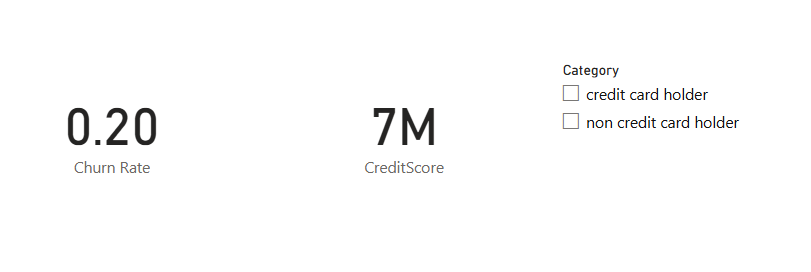 0.20
Churn Rate
7M
CreditScore
Category
credit card holder
non credit card holder